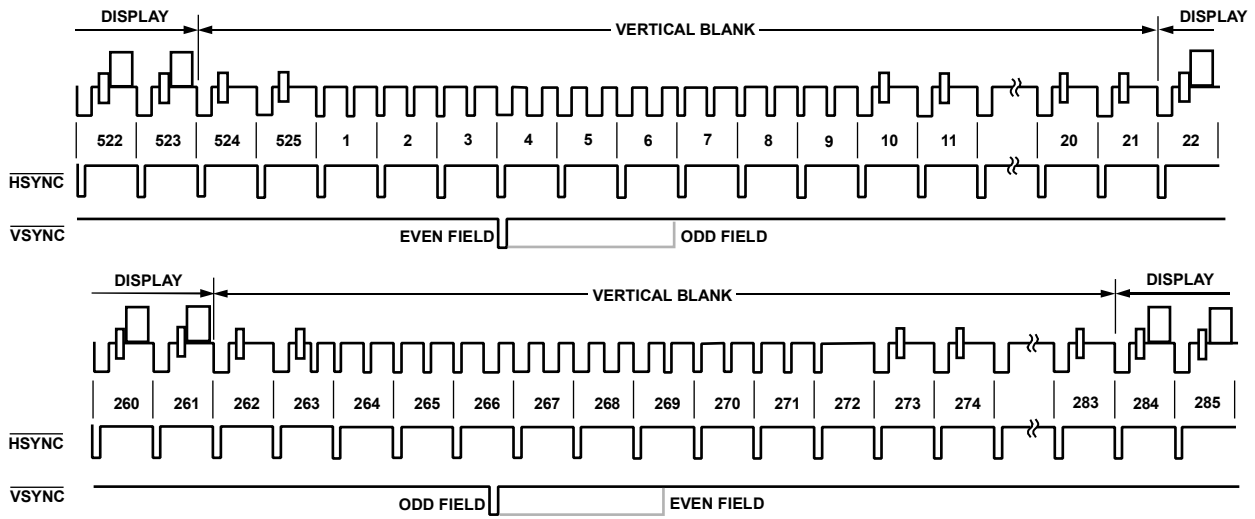 DISPLAY VERTICAL BLANK DISPLAY
522 523 524 525 1 2 3 4 5 6 7 8 9 10 11 20 21 22
HSYNC
VSYNC EVEN FIELD ODD FIELD
DISPLAY VERTICAL BLANK DISPLAY
260 261 262 263 264 265 266 267 268 269 270 271 272 273 274 283 284 285
HSYNC
VSYNC ODD FIELD EVEN FIELD